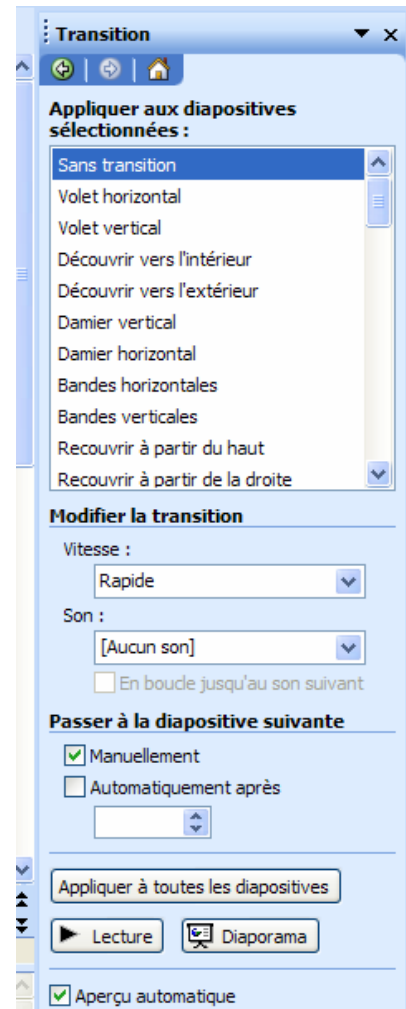 Transition
Appliquer aux diapositives
sélectionnées :
Sans transition
Volet horizontal
Volet vertical
Découvrir vers l'intérieur
Découvrir vers l'extérieur
Damier vertical
Damier horizontal
Bandes horizontales
Bandes verticales
Recouvrir à partir du haut
Recouvrir à partir de la droite
Modifier la transition
Vitesse :
Rapide
Son :
[Aucun son]
En boucle jusqu'au son suivant
Passer à la diapositive suivante
Manuellement
Automatiquement après
Appliquer à toutes les diapositives
Lecture
Diaporama
Aperçu automatique